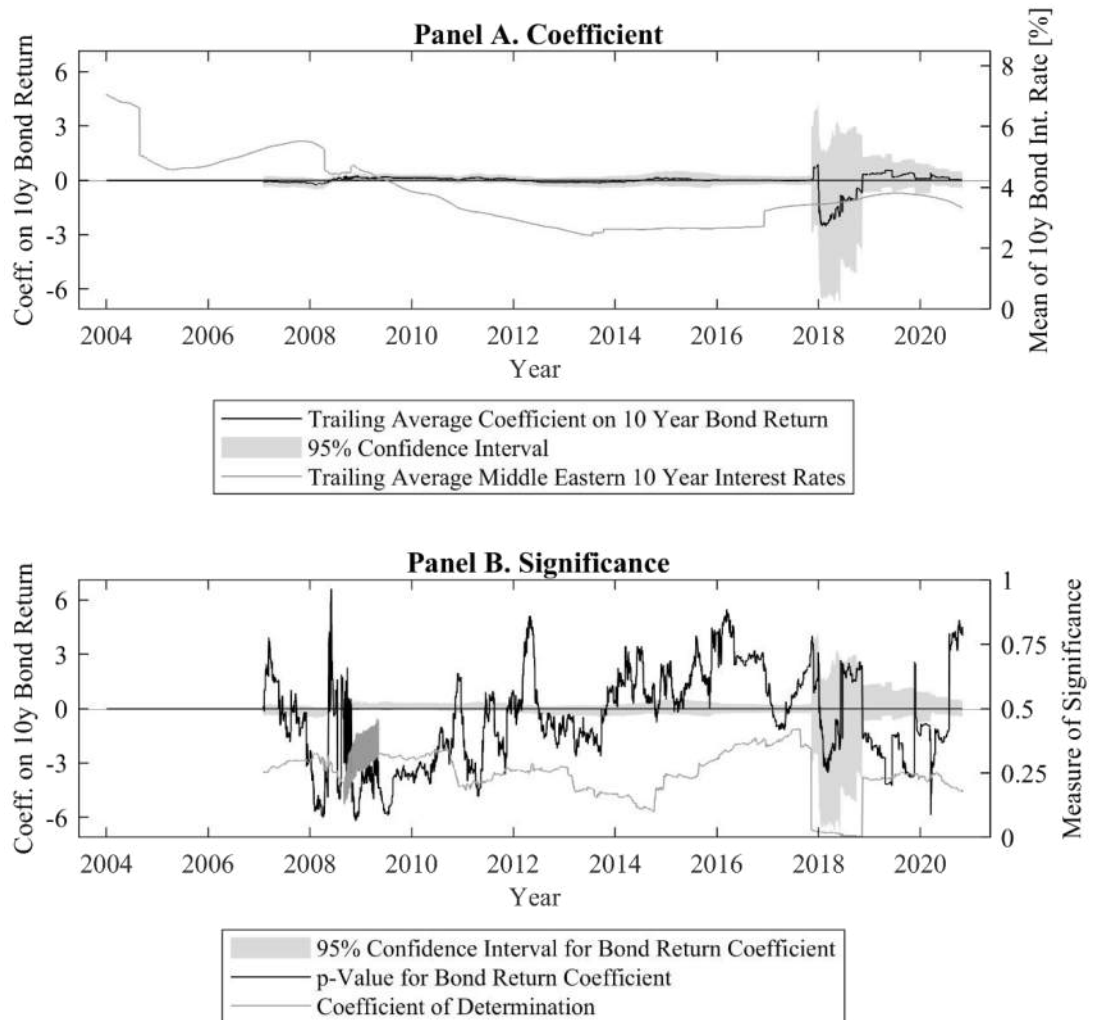 Panel A. Coefficient
Coeff. on 10y Bond Return
6
3
0
-3
-6
Mean of 10y Bond Int. Rate [%]
8
6
4
2
0
2004 2006 2008 2010 2012 2014 2016 2018 2020
Year
Trailing Average Coefficient on 10 Year Bond Return
95% Confidence Interval
Trailing Average Middle Eastern 10 Year Interest Rates
Panel B. Significance
Coeff. on 10y Bond Return
6
3
0
-3
-6
Measure of Significance
1
0.75
0.5
0.25
0
2004 2006 2008 2010 2012 2014 2016 2018 2020
Year
95% Confidence Interval for Bond Return Coefficient
p-Value for Bond Return Coefficient
Coefficient of Determination